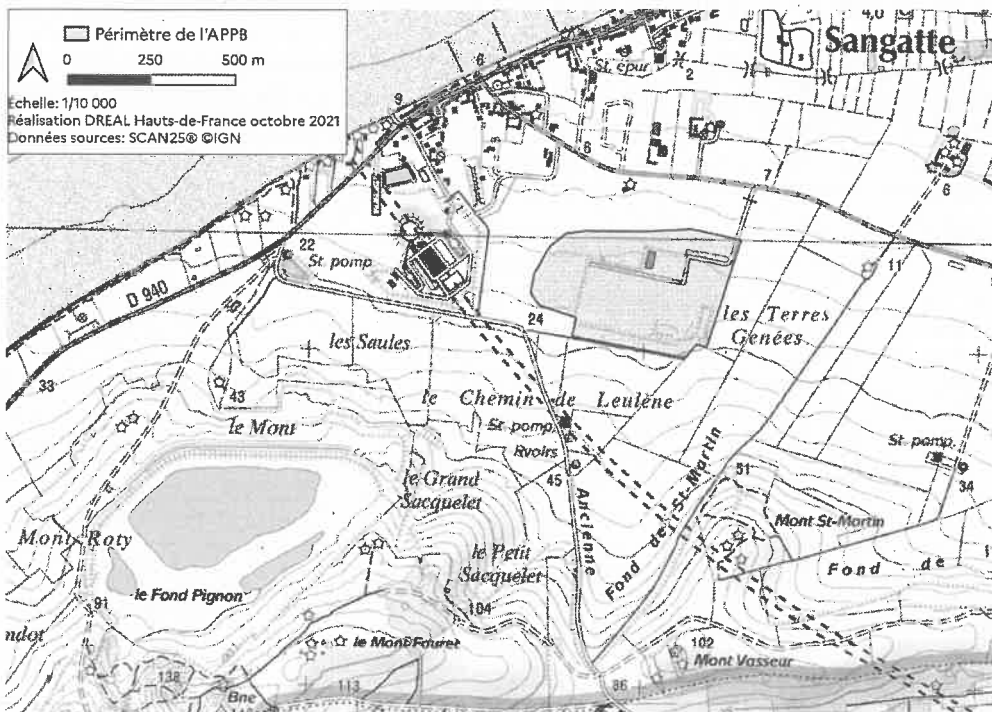 Périmètre de l'APPB
0 250 500 m
Echelle: 1/10 000
Réalisation DREAL Hauts-de-France octobre 2021
Données sources: SCAN25® ©IGN
Sangatte
St. épur
2
6
9
6
7
6
11
22
St. pomp
D 940
24
les Terres
Genées
les Saules
33
43
le Mont
le Chemin de Leulène
St. pomp
Rvoirs
45
Ancienne
Fond de St-Martin
51
St. pomp
34
le Grand
Sacquelet
Mont St-Martin
Mont Roty
le Petit
Sacquelet
Fond de
le Fond Pignon
91
104
ndot
le Mont Fauret
102
Mont Vasseur
138
Bne
113
86